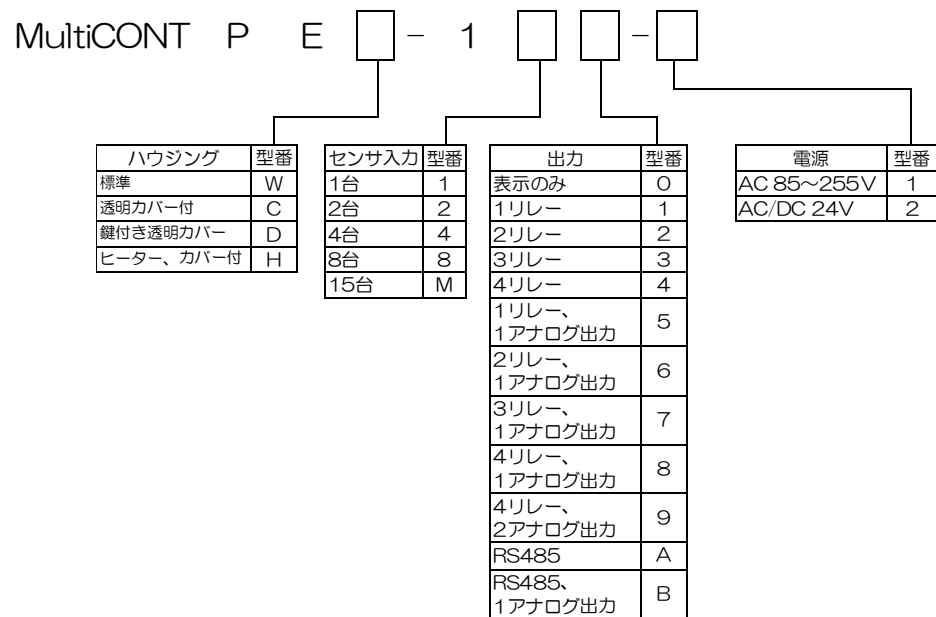 MultiCONT P E - 1 -
ハウジング 型番
標準 W
透明カバー付 C
鍵付き透明カバー D
ヒーター、カバー付 H
センサ入力 型番
1台 1
2台 2
4台 4
8台 8
15台 M
出力 型番
表示のみ 0
1リレー 1
2リレー 2
3リレー 3
4リレー 4
1リレー、
1アナログ出力 5
2リレー、
1アナログ出力 6
3リレー、
1アナログ出力 7
4リレー、
1アナログ出力 8
4リレー、
2アナログ出力 9
RS485 A
RS485、
1アナログ出力 B
電源 型番
AC 85~255V 1
AC/DC 24V 2